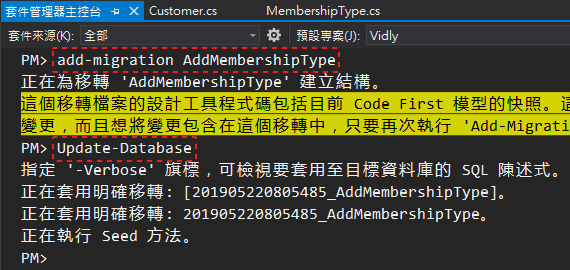 套件管理器主控台 Customer.cs MembershipType.cs
套件來源(K): 全部 預設專案(J): Vidly
PM> add-migration AddMembershipType
正在為移轉 'AddMembershipType' 建立結構。
這個移轉檔案的設計工具程式碼包括目前 Code First 模型的快照。這
變更，而且想將變更包含在這個移轉中，只要再次執行 'Add-Migrati
PM> Update-Database
指定 '-Verbose' 旗標，可檢視要套用至目標資料庫的 SQL 陳述式。
正在套用明確移轉: [201905220805485_AddMembershipType]。
正在套用明確移轉: 201905220805485_AddMembershipType。
正在執行 Seed 方法。
PM>